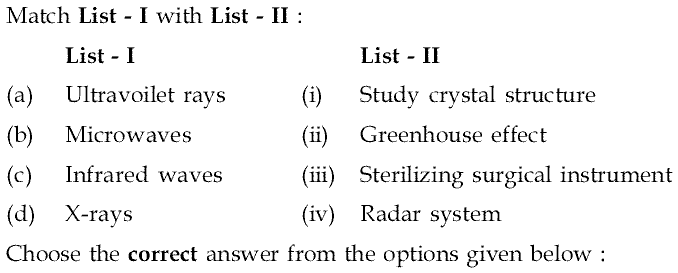 Match List - I with List - II :
List - I List - II
(a) Ultravoilet rays (i) Study crystal structure
(b) Microwaves (ii) Greenhouse effect
(c) Infrared waves (iii) Sterilizing surgical instrument
(d) X-rays (iv) Radar system
Choose the correct answer from the options given below :